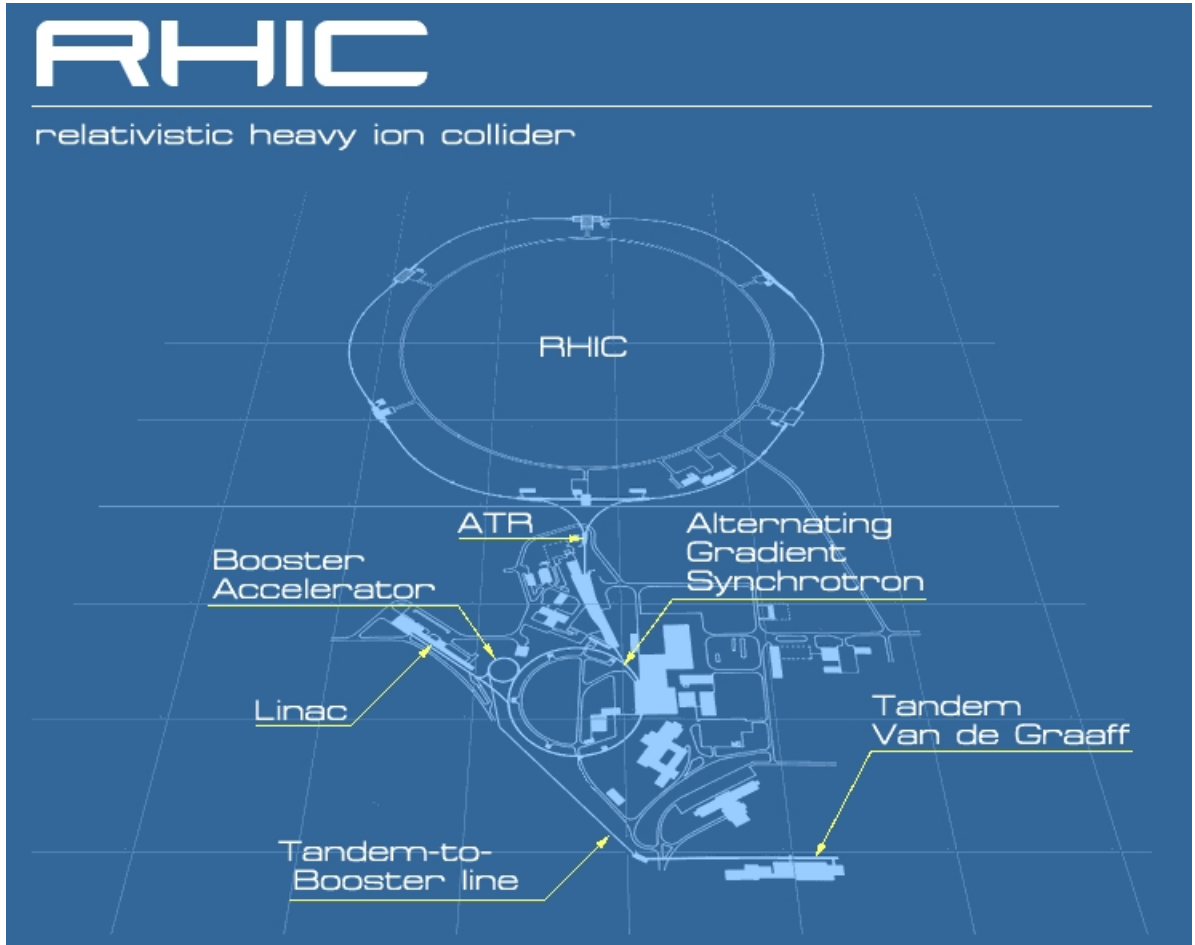 RHIC
relativistic heavy ion collider
RHIC
ATR
Alternating
Gradient
Synchrotron
Booster
Accelerator
Linac
Tandem
Van de Graaff
Tandem-to-
Booster line